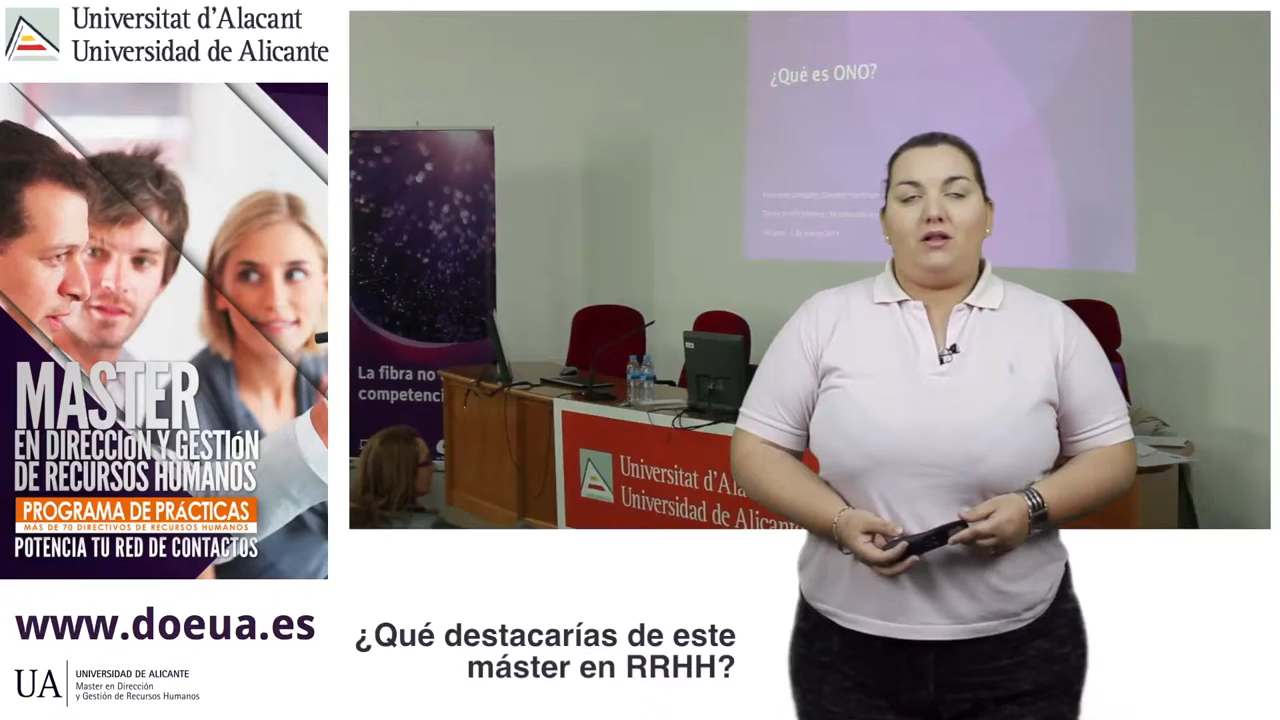 Universitat d'Alacant
Universidad de Alicante
MASTER
EN DIRECCIÓN Y GESTIÓN
DE RECURSOS HUMANOS
PROGRAMA DE PRÁCTICAS
MÁS DE 70 DIRECTIVOS DE RECURSOS HUMANOS
POTENCIA TU RED DE CONTACTOS
www.doeua.es
UA
UNIVERSIDAD DE ALICANTE
Master en Dirección
y Gestión de Recursos Humanos
¿Qué es ONO?
La fibra no
competenci
Universitat d'Ala
Universidad de Alicante
¿Qué destacarías de este
máster en RRHH?